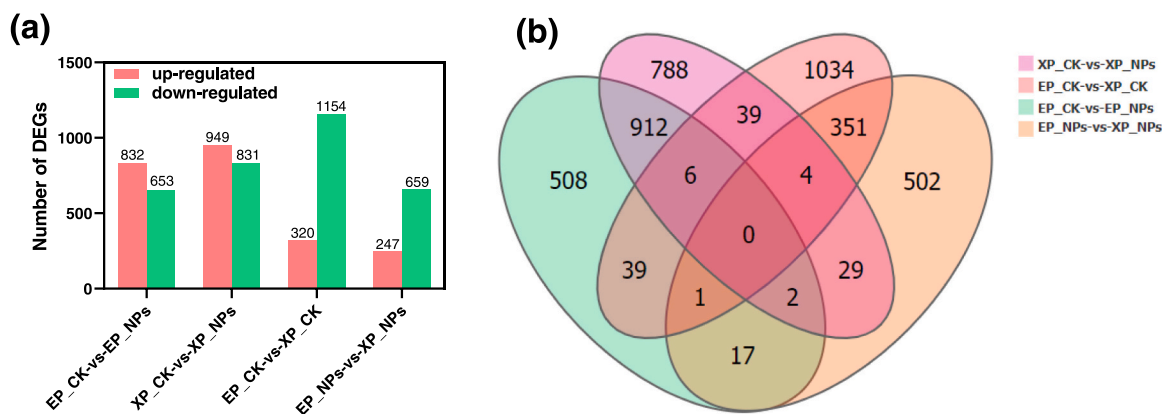 (a)
1500
1000
500
0
Number of DEGs
up-regulated
down-regulated
832
653
949
831
320
1154
247
659
EP_CK-vs-EP_NPs
XP_CK-vs-XP_NPs
EP_CK-vs-XP_CK
EP_NPs-vs-XP_NPs
(b)
788
1034
912
39
351
508
6
4
502
0
39
29
1
2
17
XP_CK-vs-XP_NPs
EP_CK-vs-XP_CK
EP_CK-vs-EP_NPs
EP_NPs-vs-XP_NPs